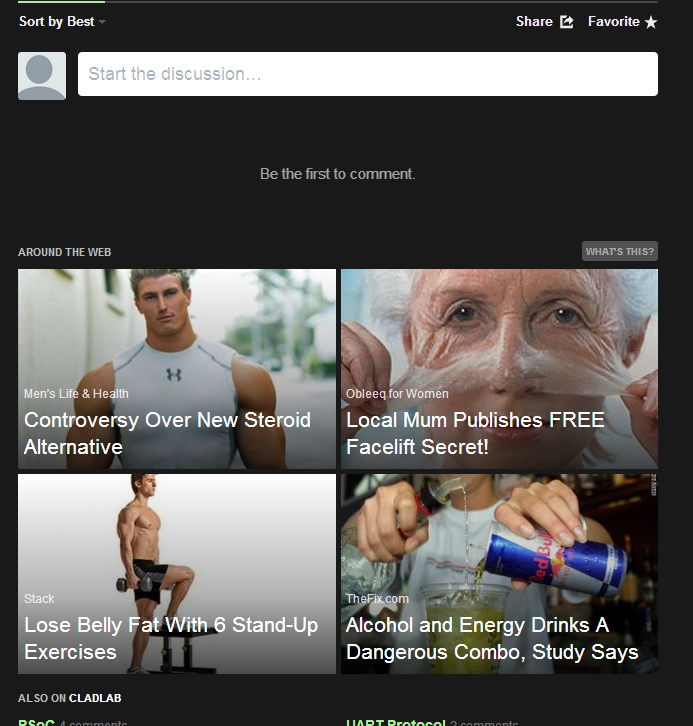 Sort by Best
Share
Favorite
Start the discussion…
Be the first to comment.
AROUND THE WEB
WHAT'S THIS?
Men's Life & Health
Controversy Over New Steroid
Alternative
Obleeq for Women
Local Mum Publishes FREE
Facelift Secret!
Stack
Lose Belly Fat With 6 Stand-Up
Exercises
Red Bull
TheFix.com
Alcohol and Energy Drinks A
Dangerous Combo, Study Says
ALSO ON CLADLAB
PSoC 4 comments
UART Protocol 2 comments